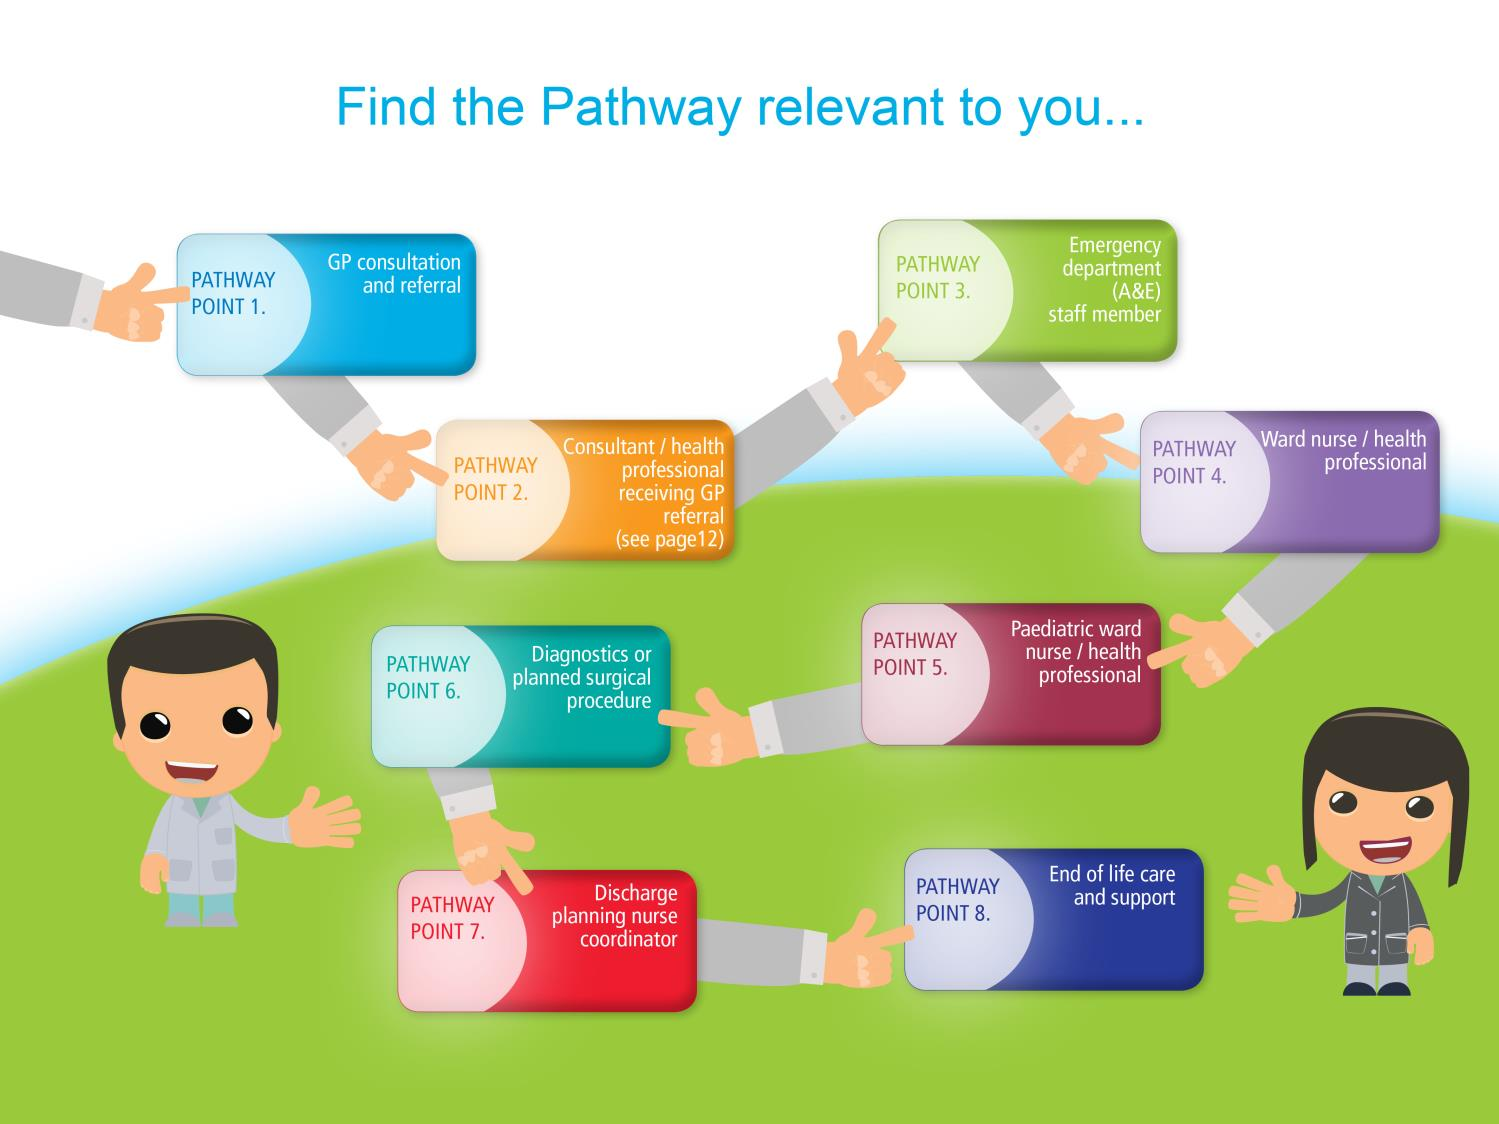 Find the Pathway relevant to you...
PATHWAY
POINT 1.
GP consultation
and referral
PATHWAY
POINT 2.
Consultant / health
professional
receiving GP
referral
(see page12)
PATHWAY
POINT 3.
Emergency
department
(A&E)
staff member
PATHWAY
POINT 4.
Ward nurse / health
professional
PATHWAY
POINT 5.
Paediatric ward
nurse / health
professional
PATHWAY
POINT 6.
Diagnostics or
planned surgical
procedure
PATHWAY
POINT 7.
Discharge
planning nurse
coordinator
PATHWAY
POINT 8.
End of life care
and support